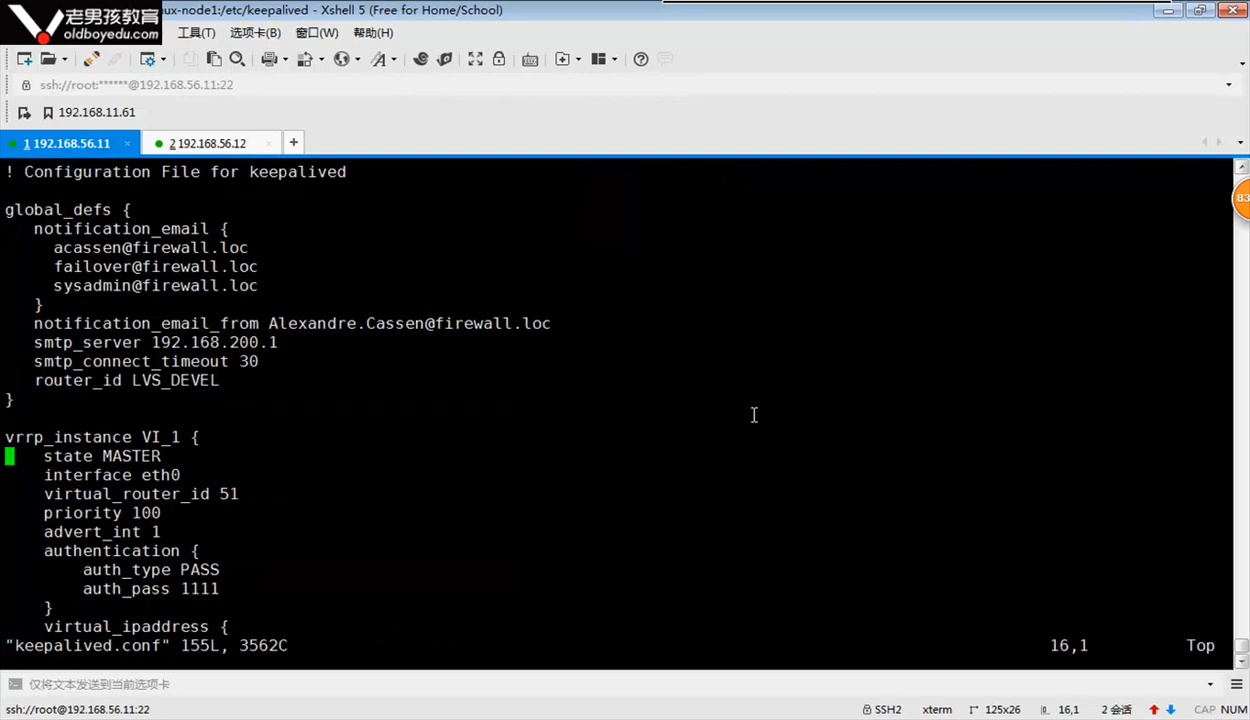 老男孩教育
oldboyedu.com
ux-node1:/etc/keepalived - Xshell 5 (Free for Home/School)
工具(T) 选项卡(B) 窗口(W) 帮助(H)
ssh://root:******@192.168.56.11:22
192.168.11.61
1 192.168.56.11 × 2 192.168.56.12 × +
! Configuration File for keepalived
global_defs {
   notification_email {
     acassen@firewall.loc
     failover@firewall.loc
     sysadmin@firewall.loc
   }
   notification_email_from Alexandre.Cassen@firewall.loc
   smtp_server 192.168.200.1
   smtp_connect_timeout 30
   router_id LVS_DEVEL
}
vrrp_instance VI_1 {
    state MASTER
    interface eth0
    virtual_router_id 51
    priority 100
    advert_int 1
    authentication {
        auth_type PASS
        auth_pass 1111
    }
    virtual_ipaddress {
"keepalived.conf" 155L, 3562C 16,1 Top
83
仅将文本发送到当前选项卡
ssh://root@192.168.56.11:22 SSH2 xterm 125x26 16,1 2 会话 CAP NUM